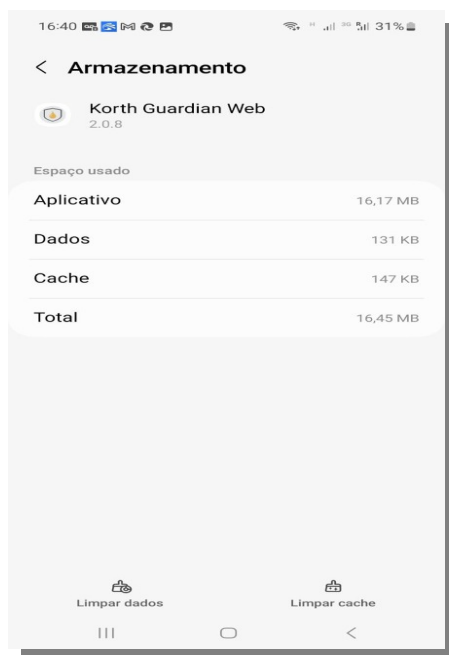 16:40 31%
Armazenamento
Korth Guardian Web
2.0.8
Espaço usado
Aplicativo 16,17 MB
Dados 131 KB
Cache 147 KB
Total 16,45 MB
Limpar dados Limpar cache